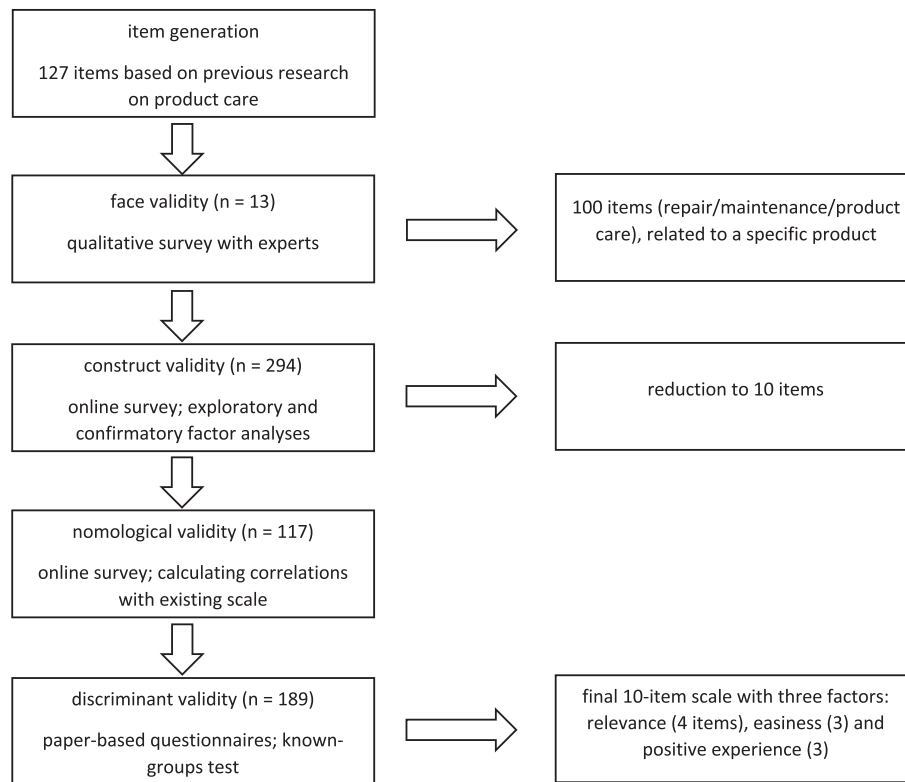 item generation
127 items based on previous research
on product care
face validity (n = 13)
qualitative survey with experts
100 items (repair/maintenance/product
care), related to a specific product
construct validity (n = 294)
online survey; exploratory and
confirmatory factor analyses
reduction to 10 items
nomological validity (n = 117)
online survey; calculating correlations
with existing scale
discriminant validity (n = 189)
paper-based questionnaires; known-
groups test
final 10-item scale with three factors:
relevance (4 items), easiness (3) and
positive experience (3)